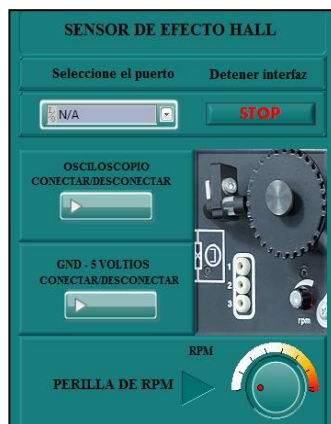 SENSOR DE EFECTO HALL
Seleccione el puerto Detener interfaz
N/A STOP
OSCILOSCOPIO
CONECTAR/DESCONECTAR
GND - 5 VOLTIOS
CONECTAR/DESCONECTAR
1
2
3
rpm
RPM
PERILLA DE RPM